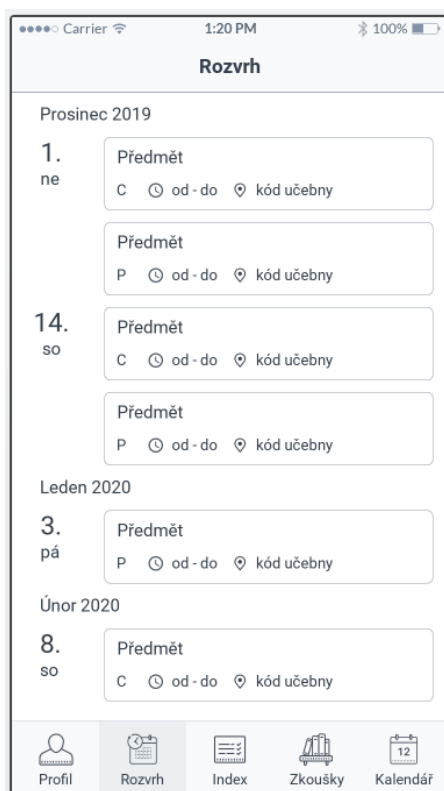 Carrier 1:20 PM 100%
Rozvrh
Prosinec 2019
1.
ne
Předmět
C od - do kód učebny
Předmět
P od - do kód učebny
14.
so
Předmět
C od - do kód učebny
Předmět
P od - do kód učebny
Leden 2020
3.
pá
Předmět
P od - do kód učebny
Únor 2020
8.
so
Předmět
C od - do kód učebny
12
Profil Rozvrh Index Zkoušky Kalendář